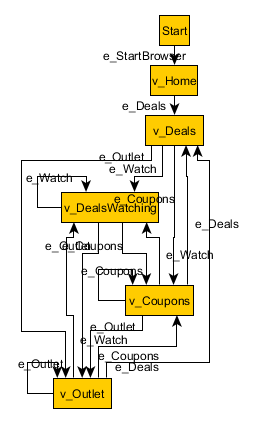 Start
e_StartBrowser
v_Home
e_Deals
v_Deals
e_Outlet
e_Watch
e_Watch
e_Coupons
v_DealsWatching
e_Deals
e_Outlet
e_Coupons
e_Watch
e_Coupons
v_Coupons
e_Outlet
e_Watch
e_Coupons
e_Outlet
e_Deals
v_Outlet